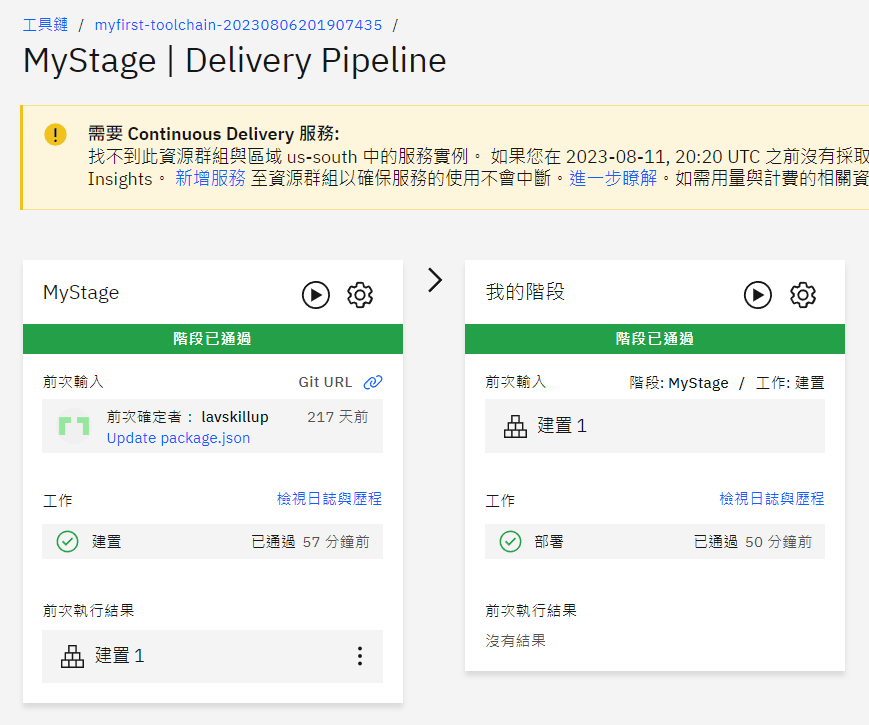 工具鏈 / myfirst-toolchain-20230806201907435 /
MyStage | Delivery Pipeline
需要 Continuous Delivery 服務:
找不到此資源群組與區域 us-south 中的服務實例。 如果您在 2023-08-11, 20:20 UTC 之前沒有採取
Insights。 新增服務 至資源群組以確保服務的使用不會中斷。進一步瞭解。如需用量與計費的相關資
MyStage
階段已通過
前次輸入 Git URL
前次確定者： lavskillup 217 天前
Update package.json
工作 檢視日誌與歷程
建置 已通過 57 分鐘前
前次執行結果
建置 1
我的階段
階段已通過
前次輸入 階段: MyStage / 工作: 建置
建置 1
工作 檢視日誌與歷程
部署 已通過 50 分鐘前
前次執行結果
沒有結果